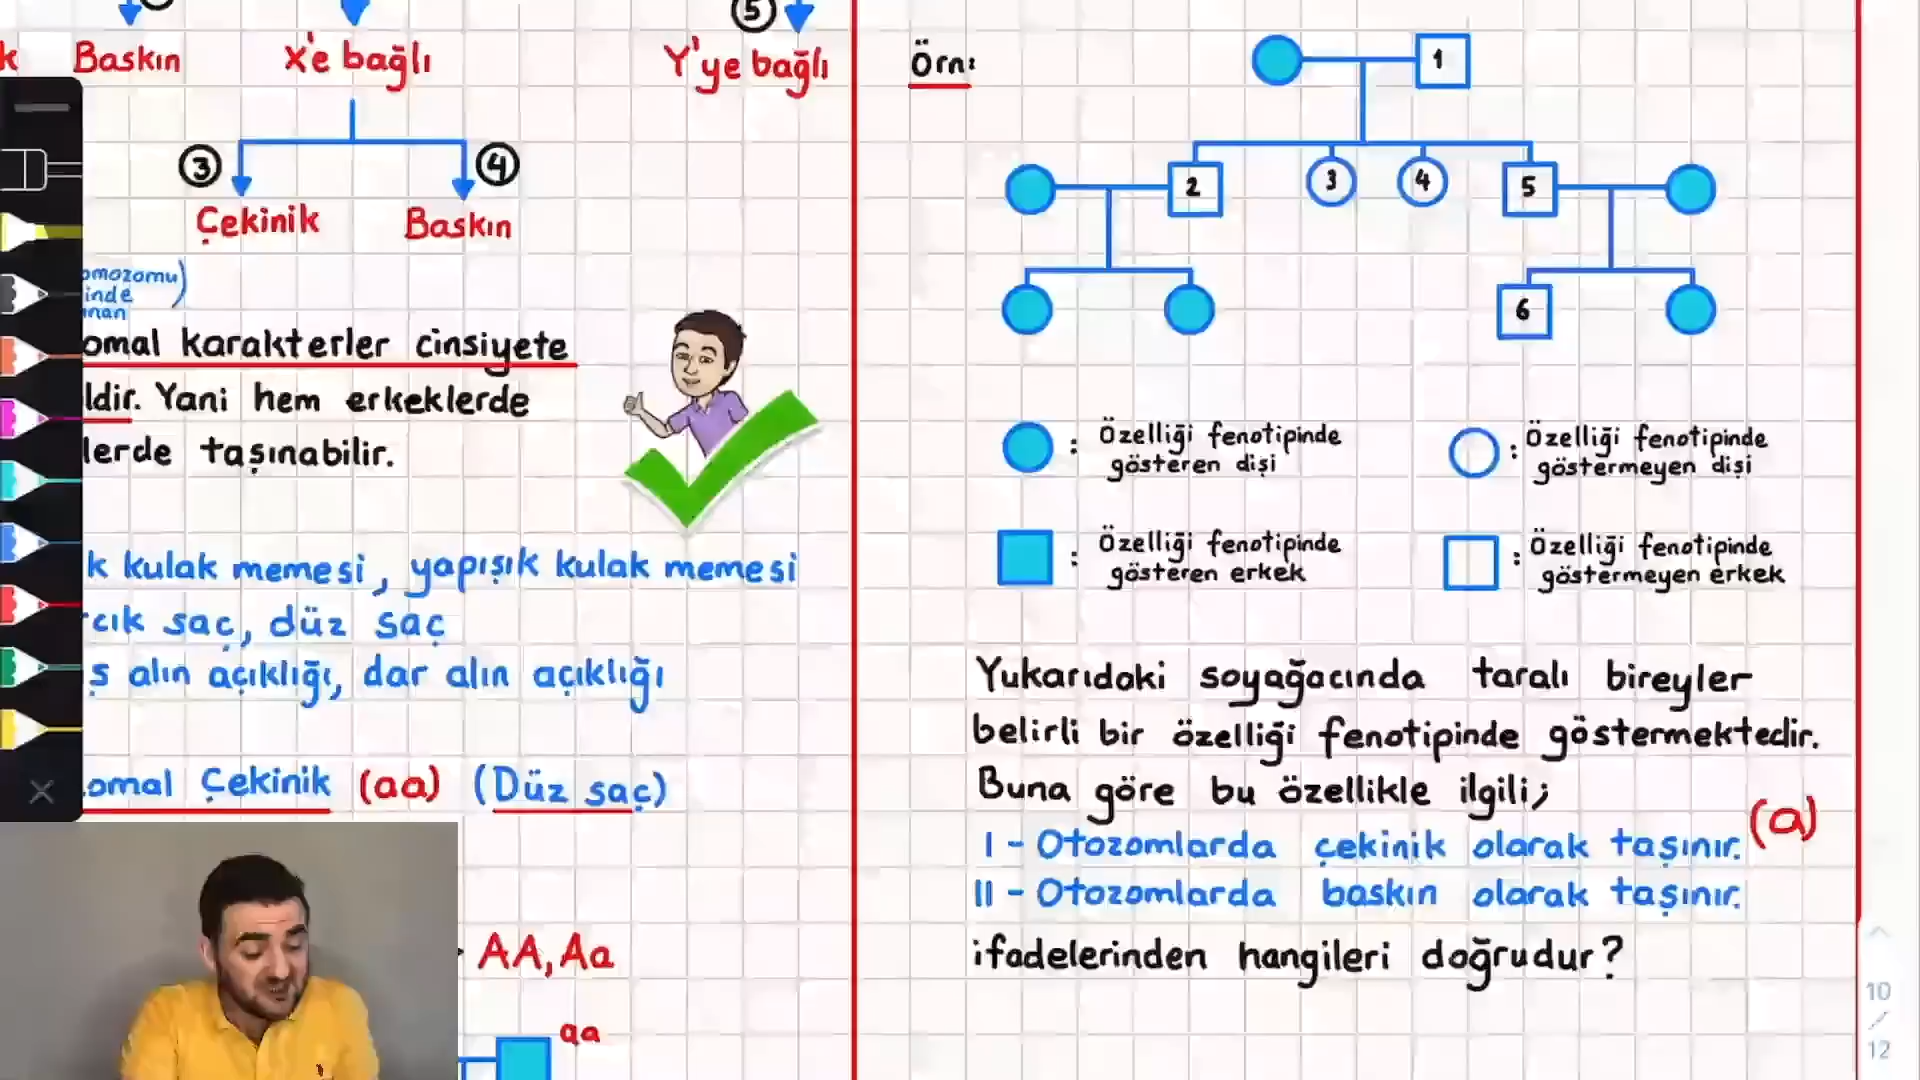 k Baskın X'e bağlı Y'ye bağlı
5
3 4
Çekinik Baskın
omozomu)
inde
nan
omal karakterler cinsiyete
ldir. Yani hem erkeklerde
lerde taşınabilir.
k kulak memesi, yapışık kulak memesi
rcık saç, düz saç
ş alın açıklığı, dar alın açıklığı
omal Çekinik (aa) (Düz saç)
AA, Aa
aa
Örn:
1
2 3 4 5
6
: Özelliği fenotipinde
gösteren dişi
: Özelliği fenotipinde
göstermeyen dişi
: Özelliği fenotipinde
gösteren erkek
: Özelliği fenotipinde
göstermeyen erkek
Yukarıdaki soyağacında taralı bireyler
belirli bir özelliği fenotipinde göstermektedir.
Buna göre bu özellikle ilgili;
I - Otozomlarda çekinik olarak taşınır. (a)
II - Otozomlarda baskın olarak taşınır.
ifadelerinden hangileri doğrudur?
10
/
12